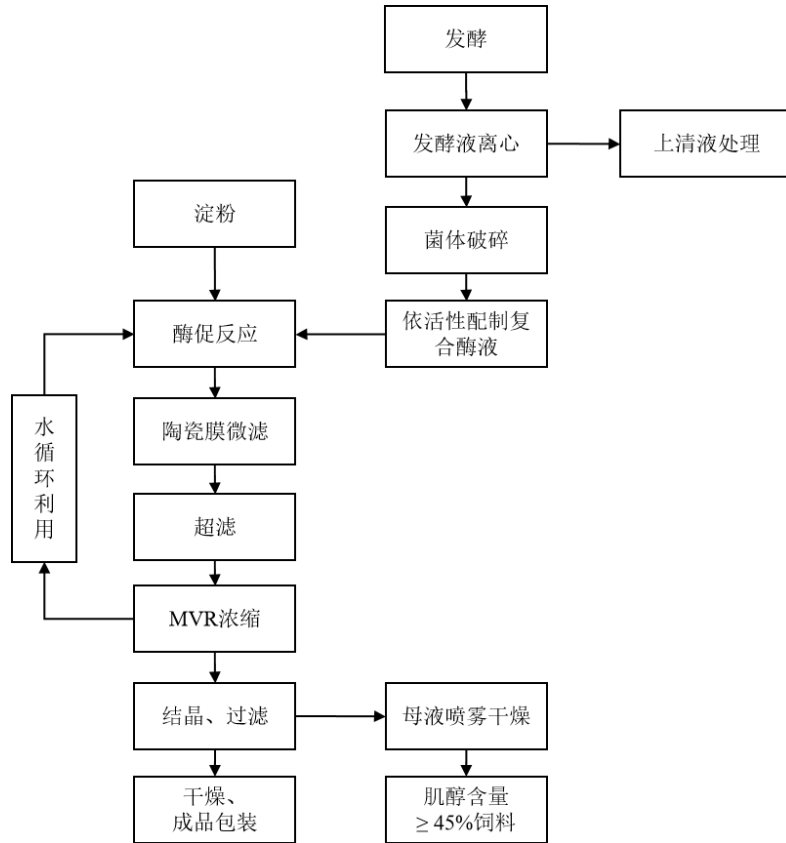 发酵
发酵液离心
上清液处理
淀粉
菌体破碎
酶促反应
依活性配制复
合酶液
水
循
环
利
用
陶瓷膜微滤
超滤
MVR浓缩
结晶、过滤
母液喷雾干燥
干燥、
成品包装
肌醇含量
≥ 45%饲料